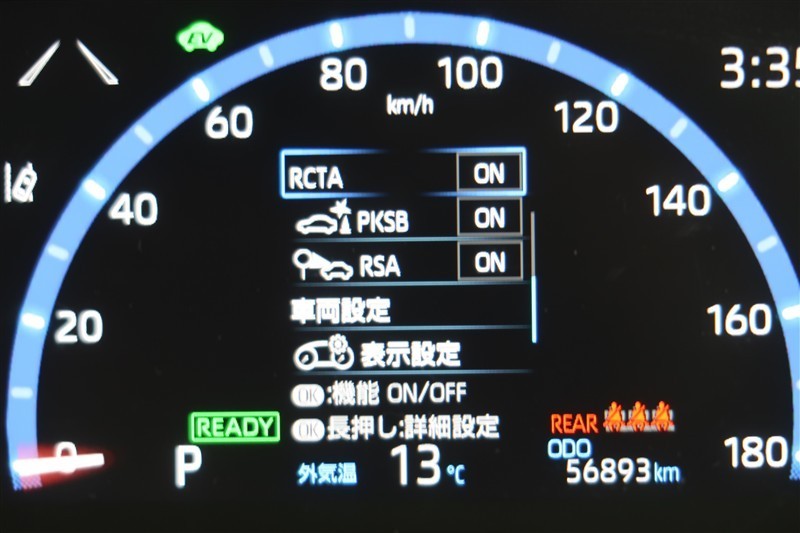 EV
3:35
80 100
km/h
60 120
RCTA ON
40 140
PKSB ON
RSA ON
車両設定
20 160
表示設定
OK:機能 ON/OFF
READY
OK長押し:詳細設定
REAR
ODO
0 180
P
外気温 13℃
56893km